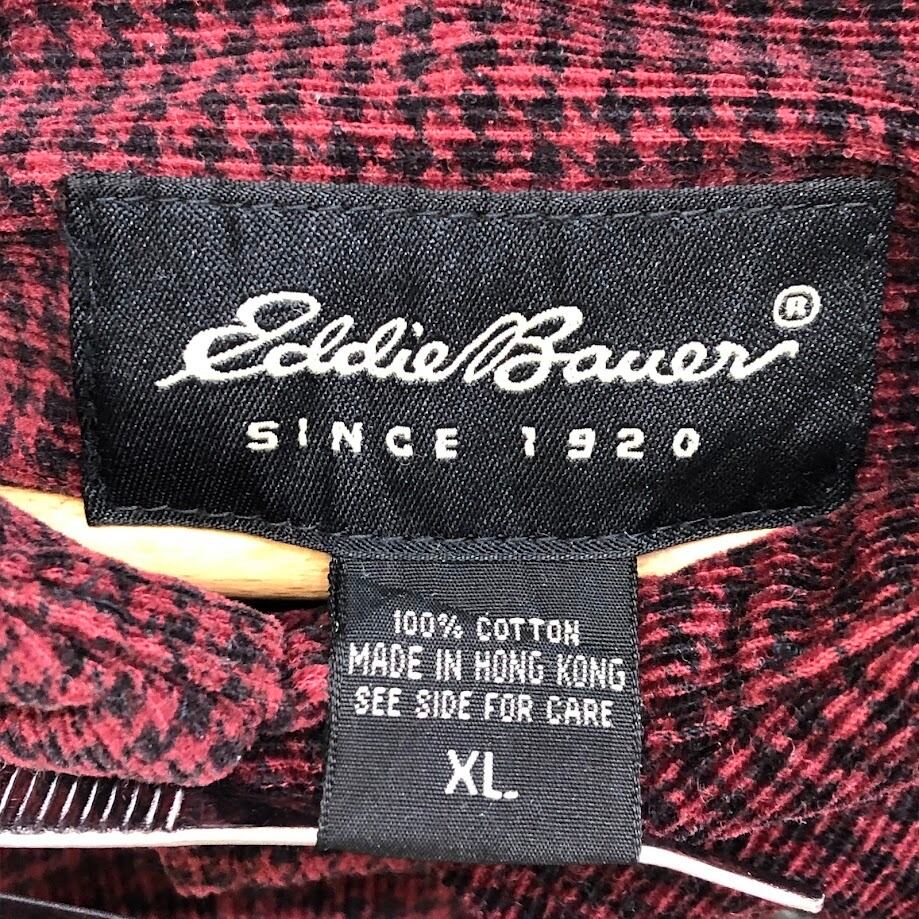 Eddie Bauer®
SINCE 1920
100% COTTON
MADE IN HONG KONG
SEE SIDE FOR CARE
XL.